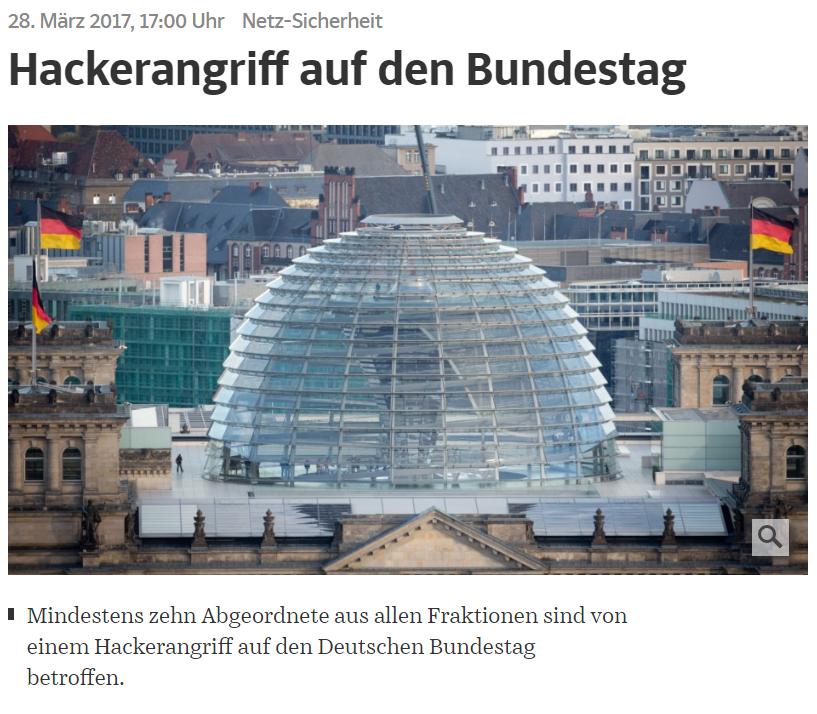 28. März 2017, 17:00 Uhr Netz-Sicherheit
Hackerangriff auf den Bundestag
Mindestens zehn Abgeordnete aus allen Fraktionen sind von
einem Hackerangriff auf den Deutschen Bundestag
betroffen.